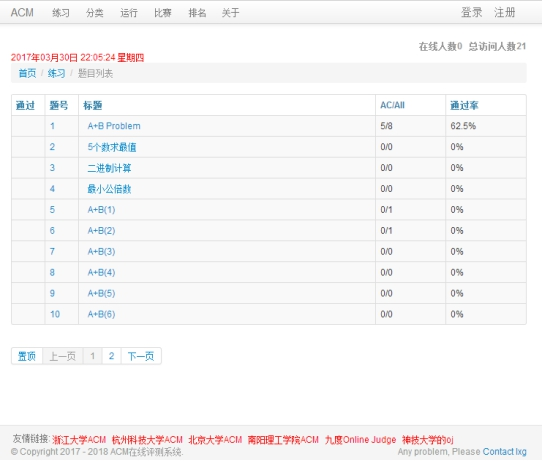 ACM 练习 分类 运行 比赛 排名 关于 登录 注册
在线人数0 总访问人数21
2017年03月30日 22:05:24 星期四
首页 / 练习 / 题目列表
通过 题号 标题 AC/All 通过率
1 A+B Problem 5/8 62.5%
2 5个数求最值 0/0 0%
3 二进制计算 0/0 0%
4 最小公倍数 0/0 0%
5 A+B(1) 0/1 0%
6 A+B(2) 0/1 0%
7 A+B(3) 0/0 0%
8 A+B(4) 0/0 0%
9 A+B(5) 0/0 0%
10 A+B(6) 0/0 0%
置顶 上一页 1 2 下一页
友情链接: 浙江大学ACM 杭州科技大学ACM 北京大学ACM 南阳理工学院ACM 九度Online Judge 神技大学的oj
© Copyright 2017 - 2018 ACM在线评测系统. Any problem, Please Contact lxg